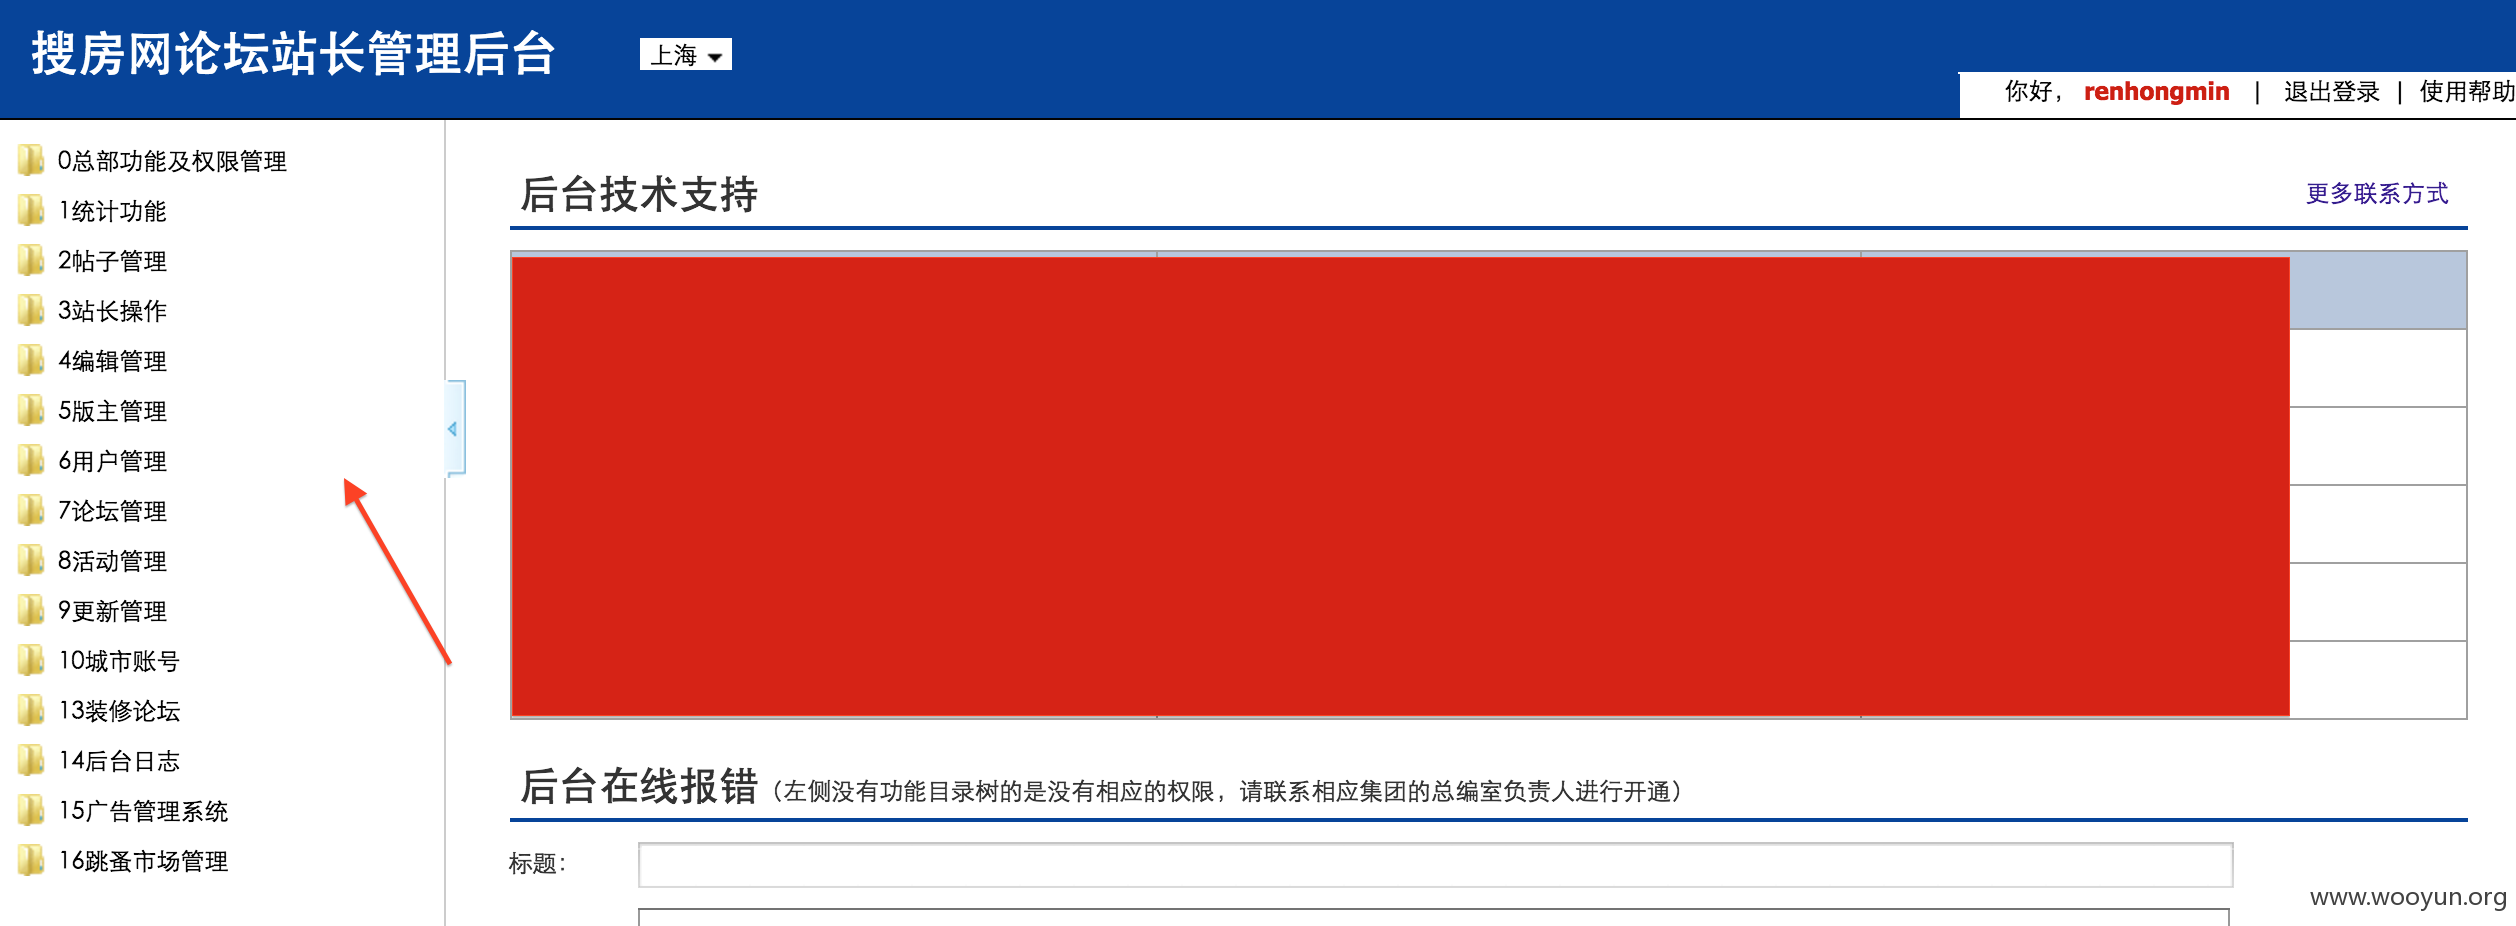 搜房网论坛站长管理后台
上海
你好， renhongmin | 退出登录 | 使用帮助
0总部功能及权限管理
1统计功能
2帖子管理
3站长操作
4编辑管理
5版主管理
6用户管理
7论坛管理
8活动管理
9更新管理
10城市账号
13装修论坛
14后台日志
15广告管理系统
16跳蚤市场管理
后台技术支持
更多联系方式
后台在线报错（左侧没有功能目录树的是没有相应的权限，请联系相应集团的总编室负责人进行开通）
标题：
www.wooyun.org